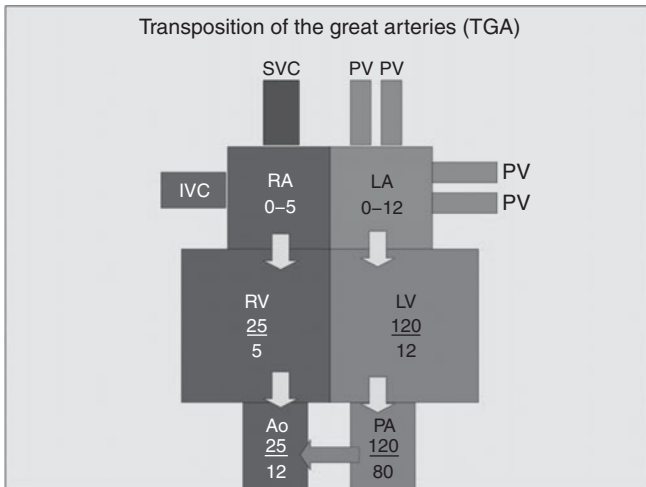 Transposition of the great arteries (TGA)
SVC
PV PV
IVC
RA
0–5
LA
0–12
PV
PV
RV
25
5
LV
120
12
Ao
25
12
PA
120
80